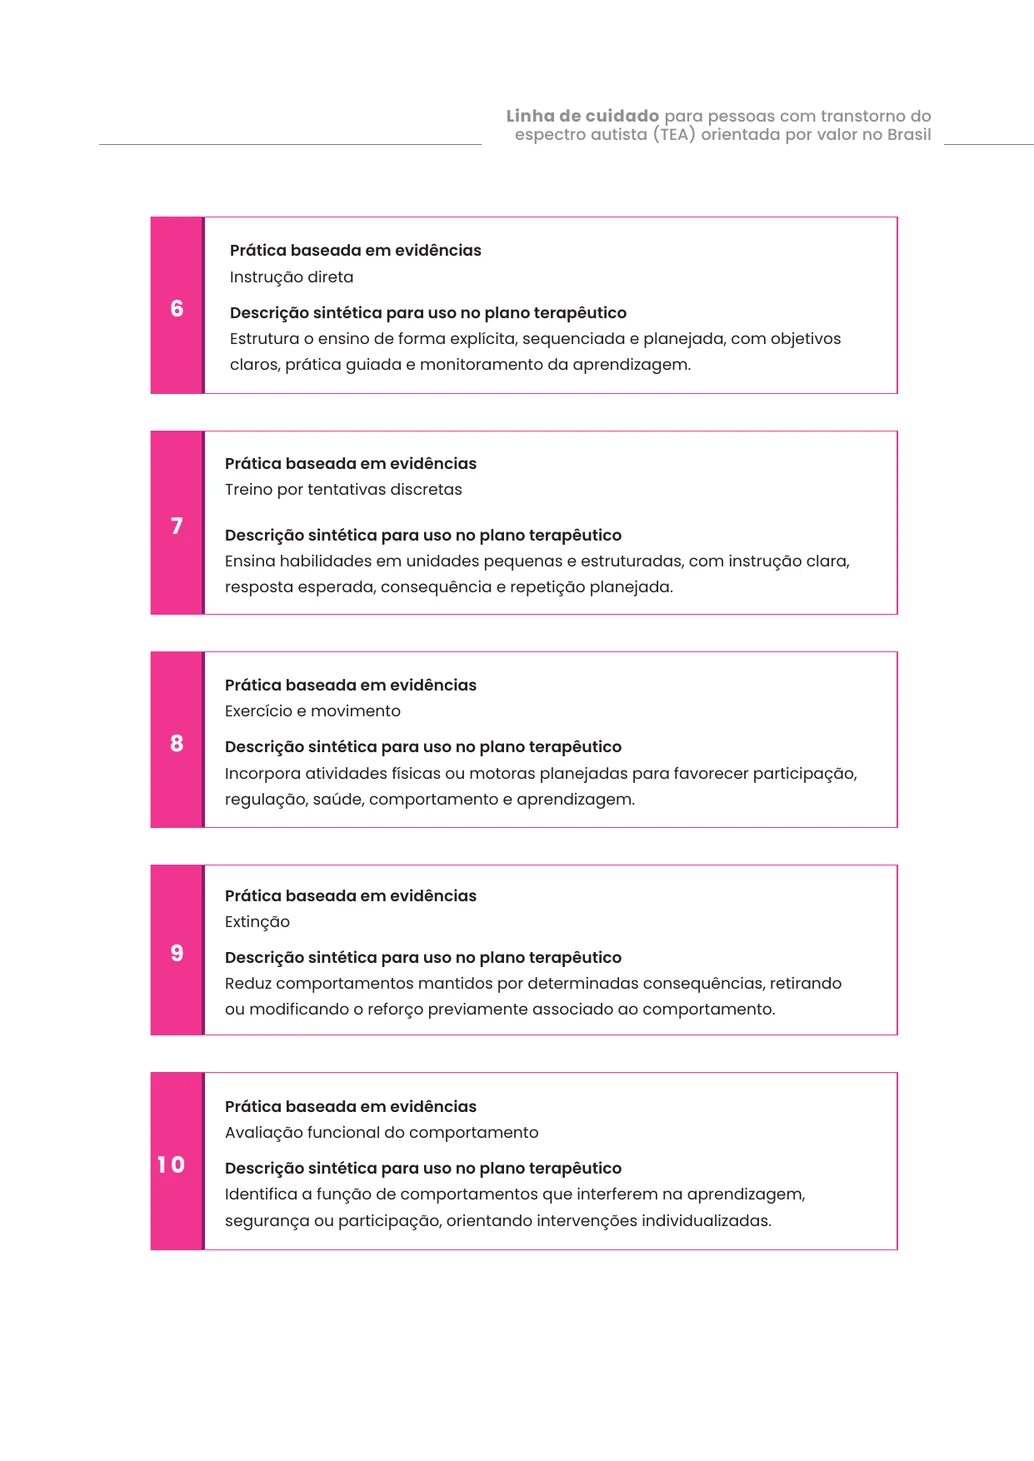 Linha de cuidado para pessoas com transtorno do
espectro autista (TEA) orientada por valor no Brasil
6
Prática baseada em evidências
Instrução direta
Descrição sintética para uso no plano terapêutico
Estrutura o ensino de forma explícita, sequenciada e planejada, com objetivos
claros, prática guiada e monitoramento da aprendizagem.
7
Prática baseada em evidências
Treino por tentativas discretas
Descrição sintética para uso no plano terapêutico
Ensina habilidades em unidades pequenas e estruturadas, com instrução clara,
resposta esperada, consequência e repetição planejada.
8
Prática baseada em evidências
Exercício e movimento
Descrição sintética para uso no plano terapêutico
Incorpora atividades físicas ou motoras planejadas para favorecer participação,
regulação, saúde, comportamento e aprendizagem.
9
Prática baseada em evidências
Extinção
Descrição sintética para uso no plano terapêutico
Reduz comportamentos mantidos por determinadas consequências, retirando
ou modificando o reforço previamente associado ao comportamento.
10
Prática baseada em evidências
Avaliação funcional do comportamento
Descrição sintética para uso no plano terapêutico
Identifica a função de comportamentos que interferem na aprendizagem,
segurança ou participação, orientando intervenções individualizadas.